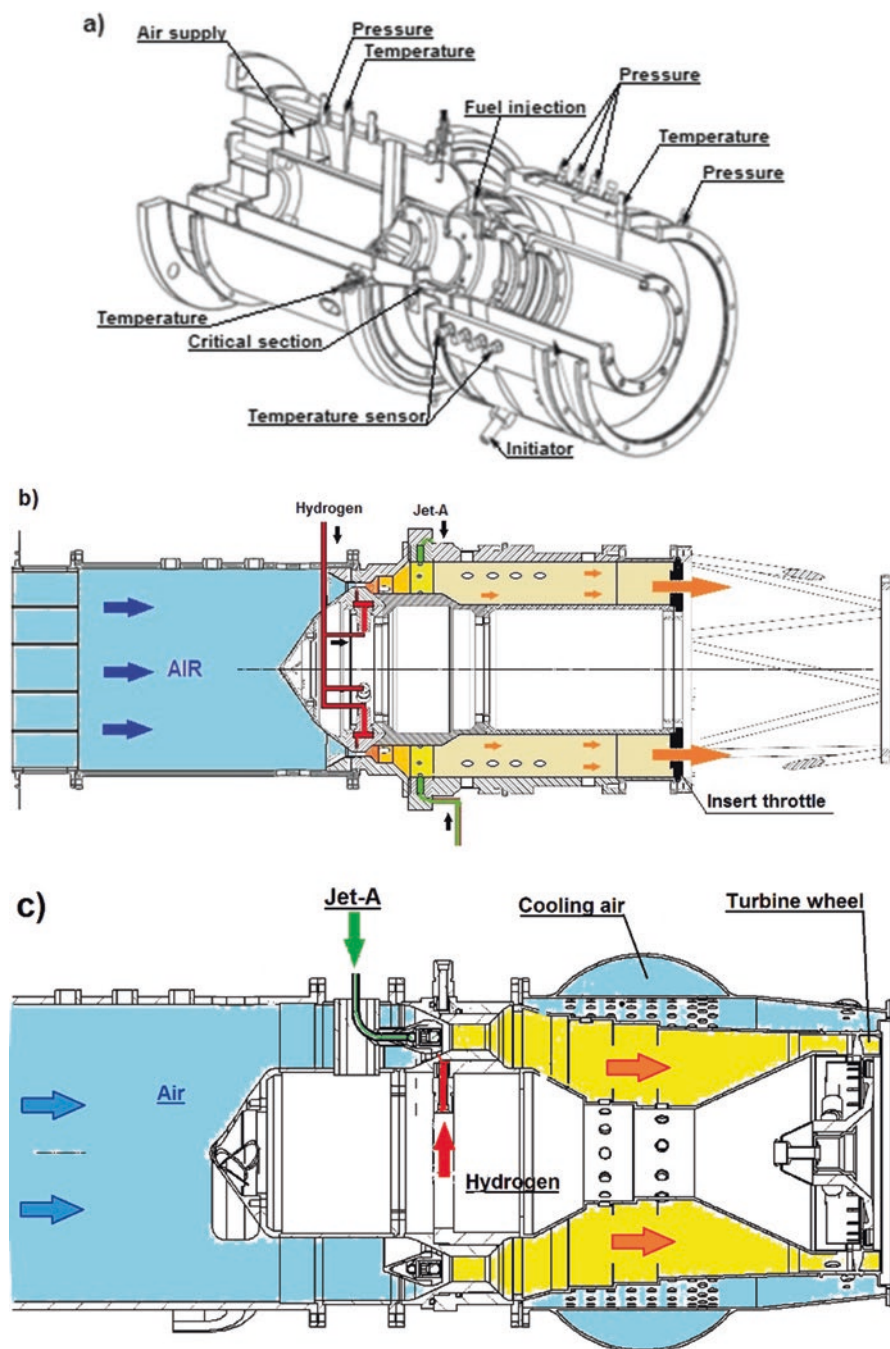 a)
Air supply
Pressure
Temperature
Fuel injection
Pressure
Temperature
Pressure
Temperature
Critical section
Temperature sensor
Initiator
b)
Hydrogen
Jet-A
AIR
Insert throttle
c)
Jet-A
Cooling air
Turbine wheel
Air
Hydrogen